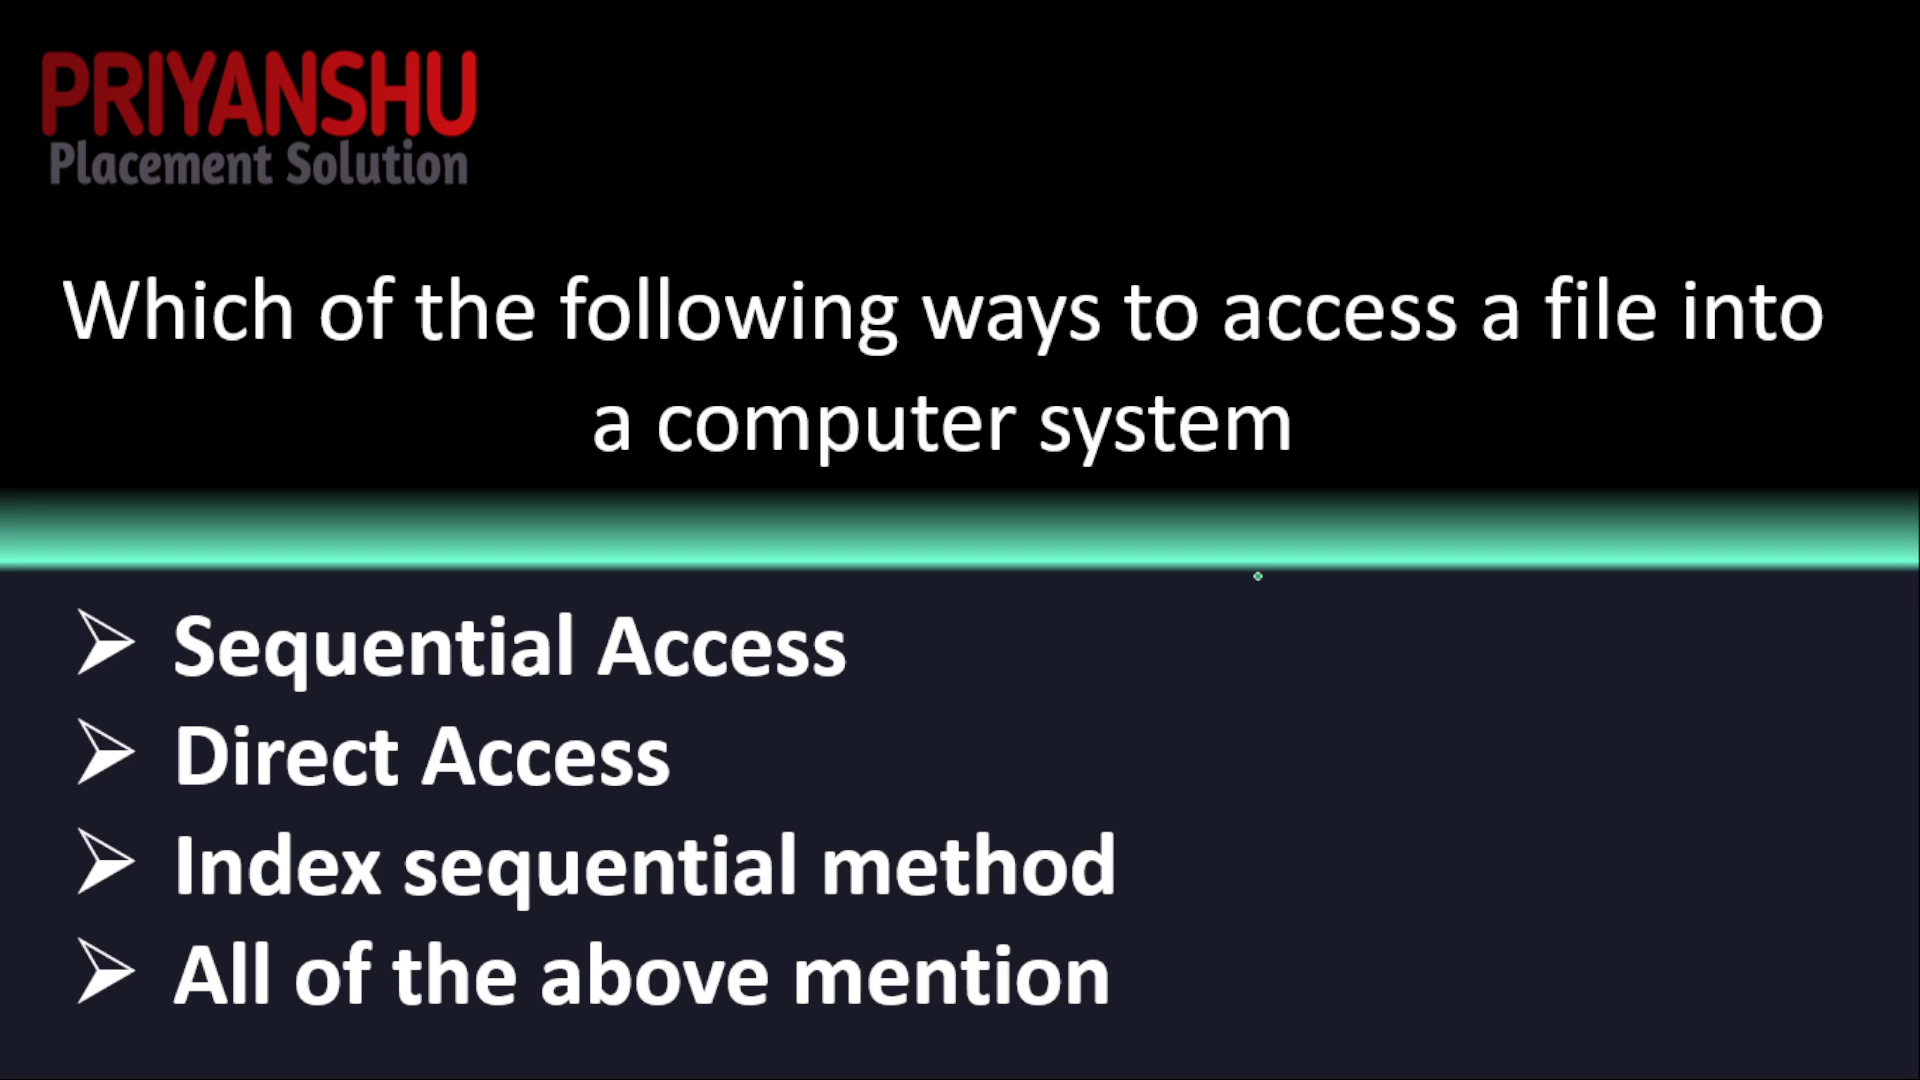 PRIYANSHU
Placement Solution
Which of the following ways to access a file into
a computer system
Sequential Access
Direct Access
Index sequential method
All of the above mention